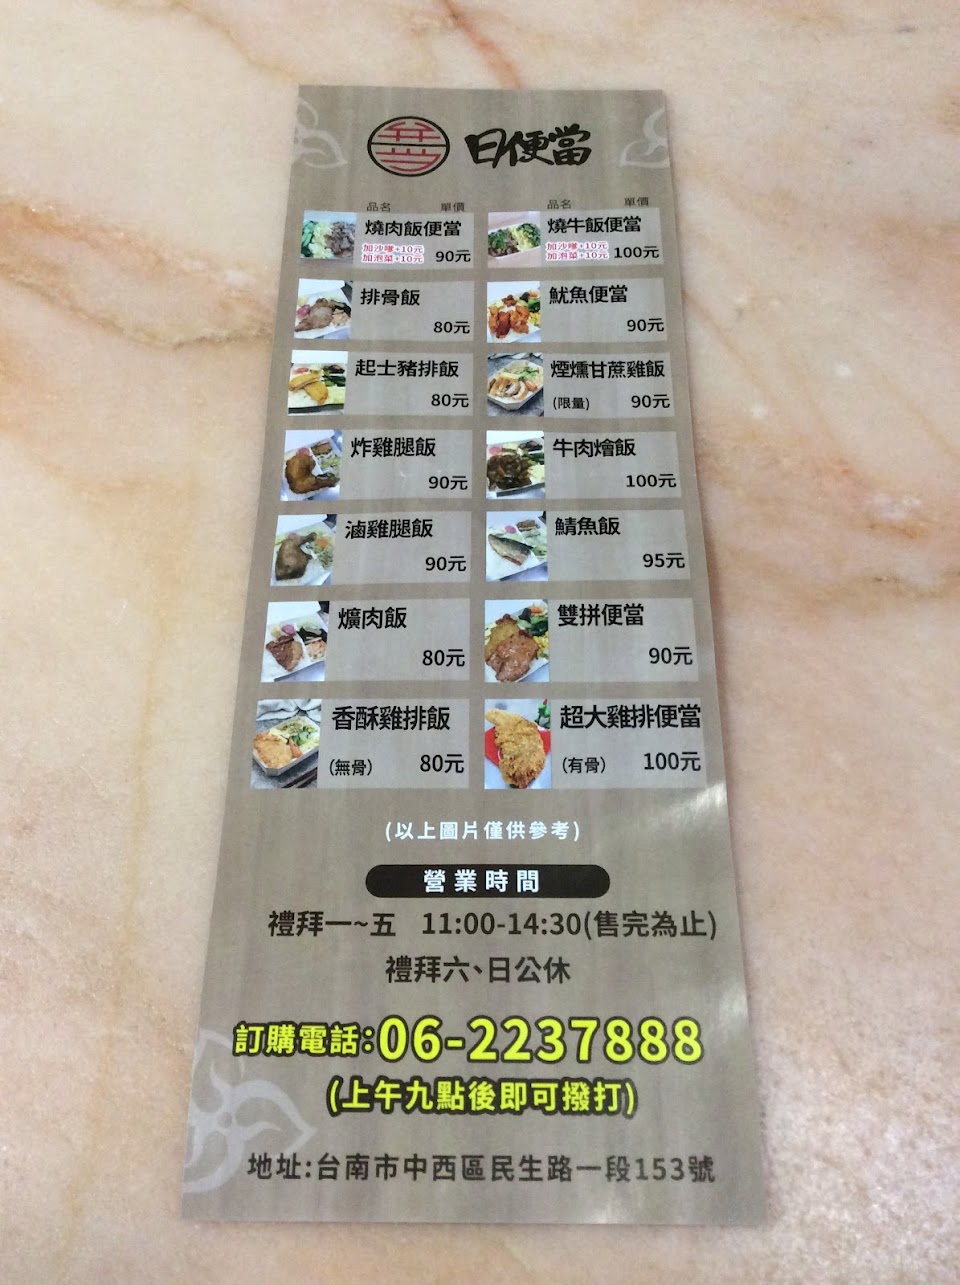 弁当 日便當
品名 單價 品名 單價
燒肉飯便當
加沙嗲+10元
加泡菜+10元 90元
燒牛飯便當
加沙嗲+10元
加泡菜+10元 100元
排骨飯
80元
魷魚便當
90元
起士豬排飯
80元
煙燻甘蔗雞飯
(限量) 90元
炸雞腿飯
90元
牛肉燴飯
100元
滷雞腿飯
90元
鯖魚飯
95元
爌肉飯
80元
雙拼便當
90元
香酥雞排飯
(無骨) 80元
超大雞排便當
(有骨) 100元
(以上圖片僅供參考)
營業時間
禮拜一~五 11:00-14:30(售完為止)
禮拜六、日公休
訂購電話:06-2237888
(上午九點後即可撥打)
地址:台南市中西區民生路一段153號